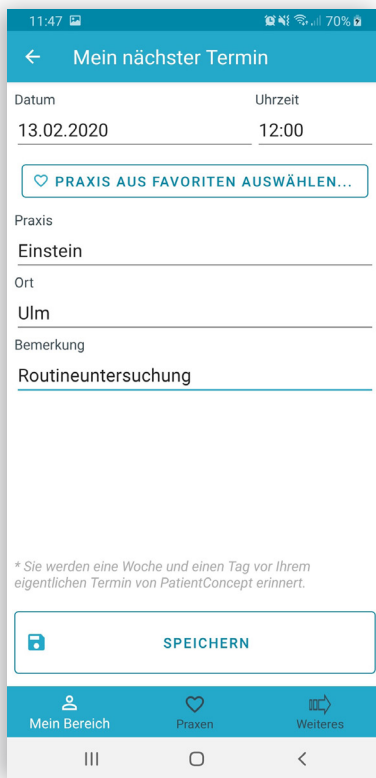 11:47 70%
Mein nächster Termin
Datum Uhrzeit
13.02.2020 12:00
PRAXIS AUS FAVORITEN AUSWÄHLEN...
Praxis
Einstein
Ort
Ulm
Bemerkung
Routineuntersuchung
* Sie werden eine Woche und einen Tag vor Ihrem
eigentlichen Termin von PatientConcept erinnert.
SPEICHERN
Mein Bereich Praxen Weiteres